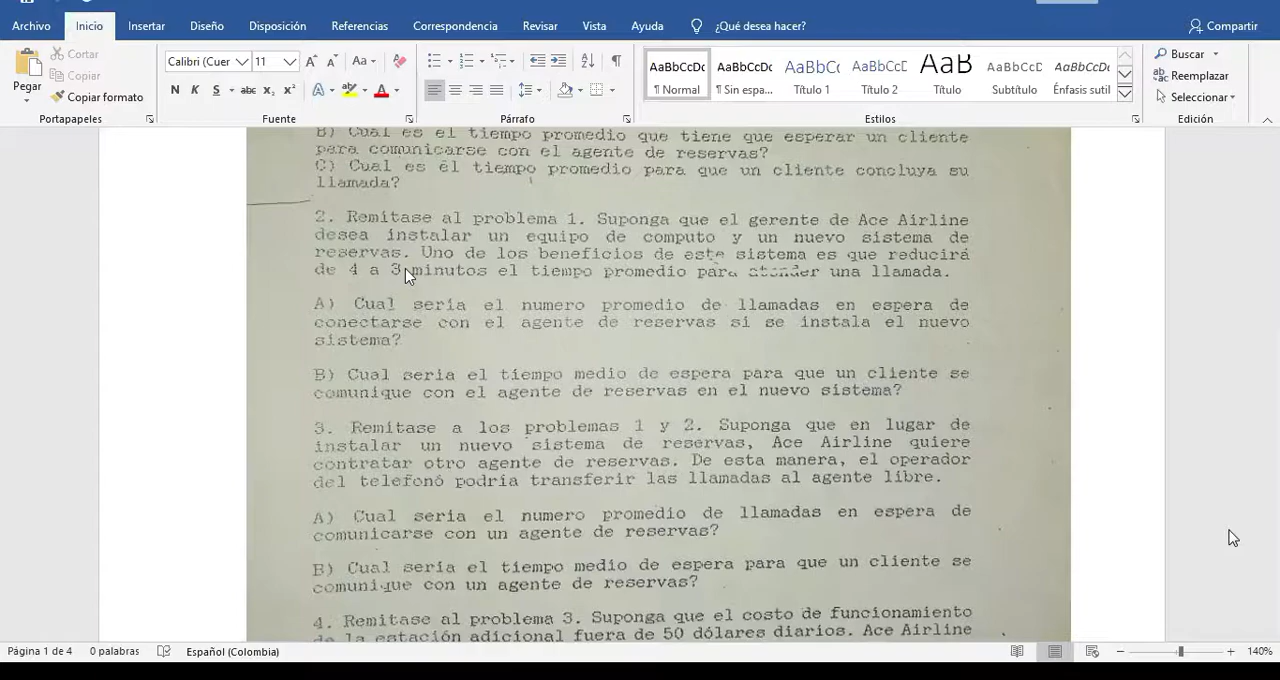 Archivo Inicio Insertar Diseño Disposición Referencias Correspondencia Revisar Vista Ayuda ¿Qué desea hacer? Compartir
Pegar
Cortar
Copiar
Copiar formato
Portapapeles
Calibri (Cuer 11
Fuente
Párrafo
AaBbCcDc AaBbCcDc AaBbCc AaBbCcD AaB AaBbCcD AaBbCcDc
¶ Normal ¶ Sin espa... Título 1 Título 2 Título Subtítulo Énfasis sutil
Estilos
Buscar
Reemplazar
Seleccionar
Edición
B) Cual es el tiempo promedio que tiene que esperar un cliente
para comunicarse con el agente de reservas?
C) Cual es el tiempo promedio para que un cliente concluya su
llamada?
2. Remitase al problema 1. Suponga que el gerente de Ace Airline
desea instalar un equipo de computo y un nuevo sistema de
reservas. Uno de los beneficios de este sistema es que reducirá
de 4 a 3 minutos el tiempo promedio para atender una llamada.
A) Cual seria el numero promedio de llamadas en espera de
conectarse con el agente de reservas si se instala el nuevo
sistema?
B) Cual seria el tiempo medio de espera para que un cliente se
comunique con el agente de reservas en el nuevo sistema?
3. Remitase a los problemas 1 y 2. Suponga que en lugar de
instalar un nuevo sistema de reservas, Ace Airline quiere
contratar otro agente de reservas. De esta manera, el operador
del telefonó podría transferir las llamadas al agente libre.
A) Cual seria el numero promedio de llamadas en espera de
comunicarse con un agente de reservas?
B) Cual seria el tiempo medio de espera para que un cliente se
comunique con un agente de reservas?
4. Remitase al problema 3. Suponga que el costo de funcionamiento
de la estación adicional fuera de 50 dólares diarios. Ace Airline
Página 1 de 4 0 palabras Español (Colombia) 140%